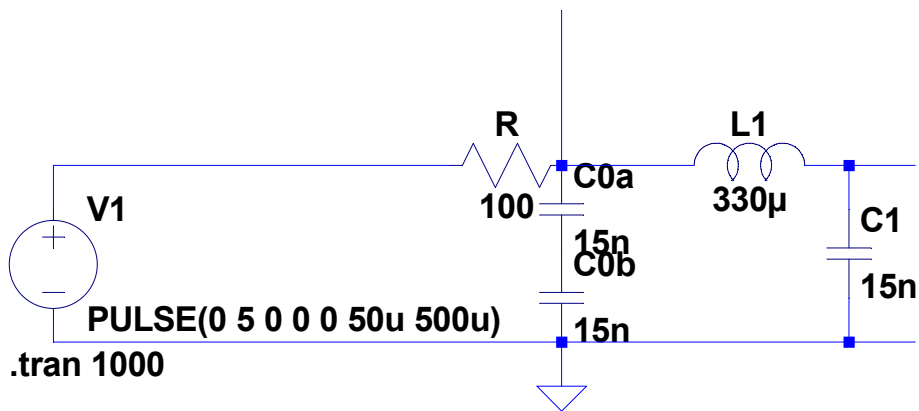 R
100
C0a
15n
C0b
15n
L1
330µ
C1
15n
V1
PULSE(0 5 0 0 0 50u 500u)
.tran 1000